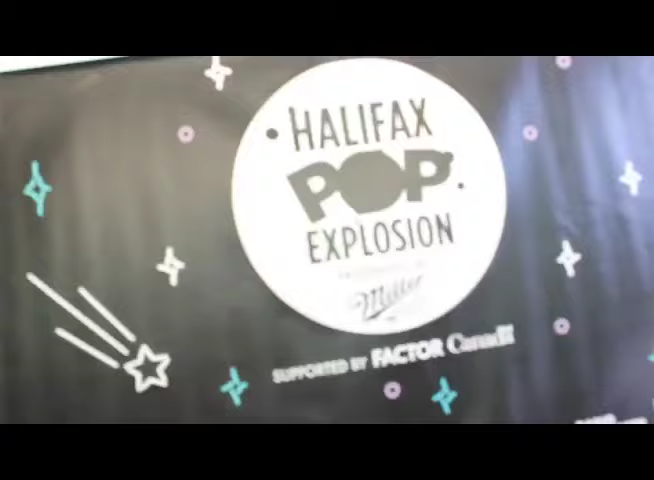 HALIFAX
POP
EXPLOSION
Miller
SUPPORTED BY FACTOR Canada